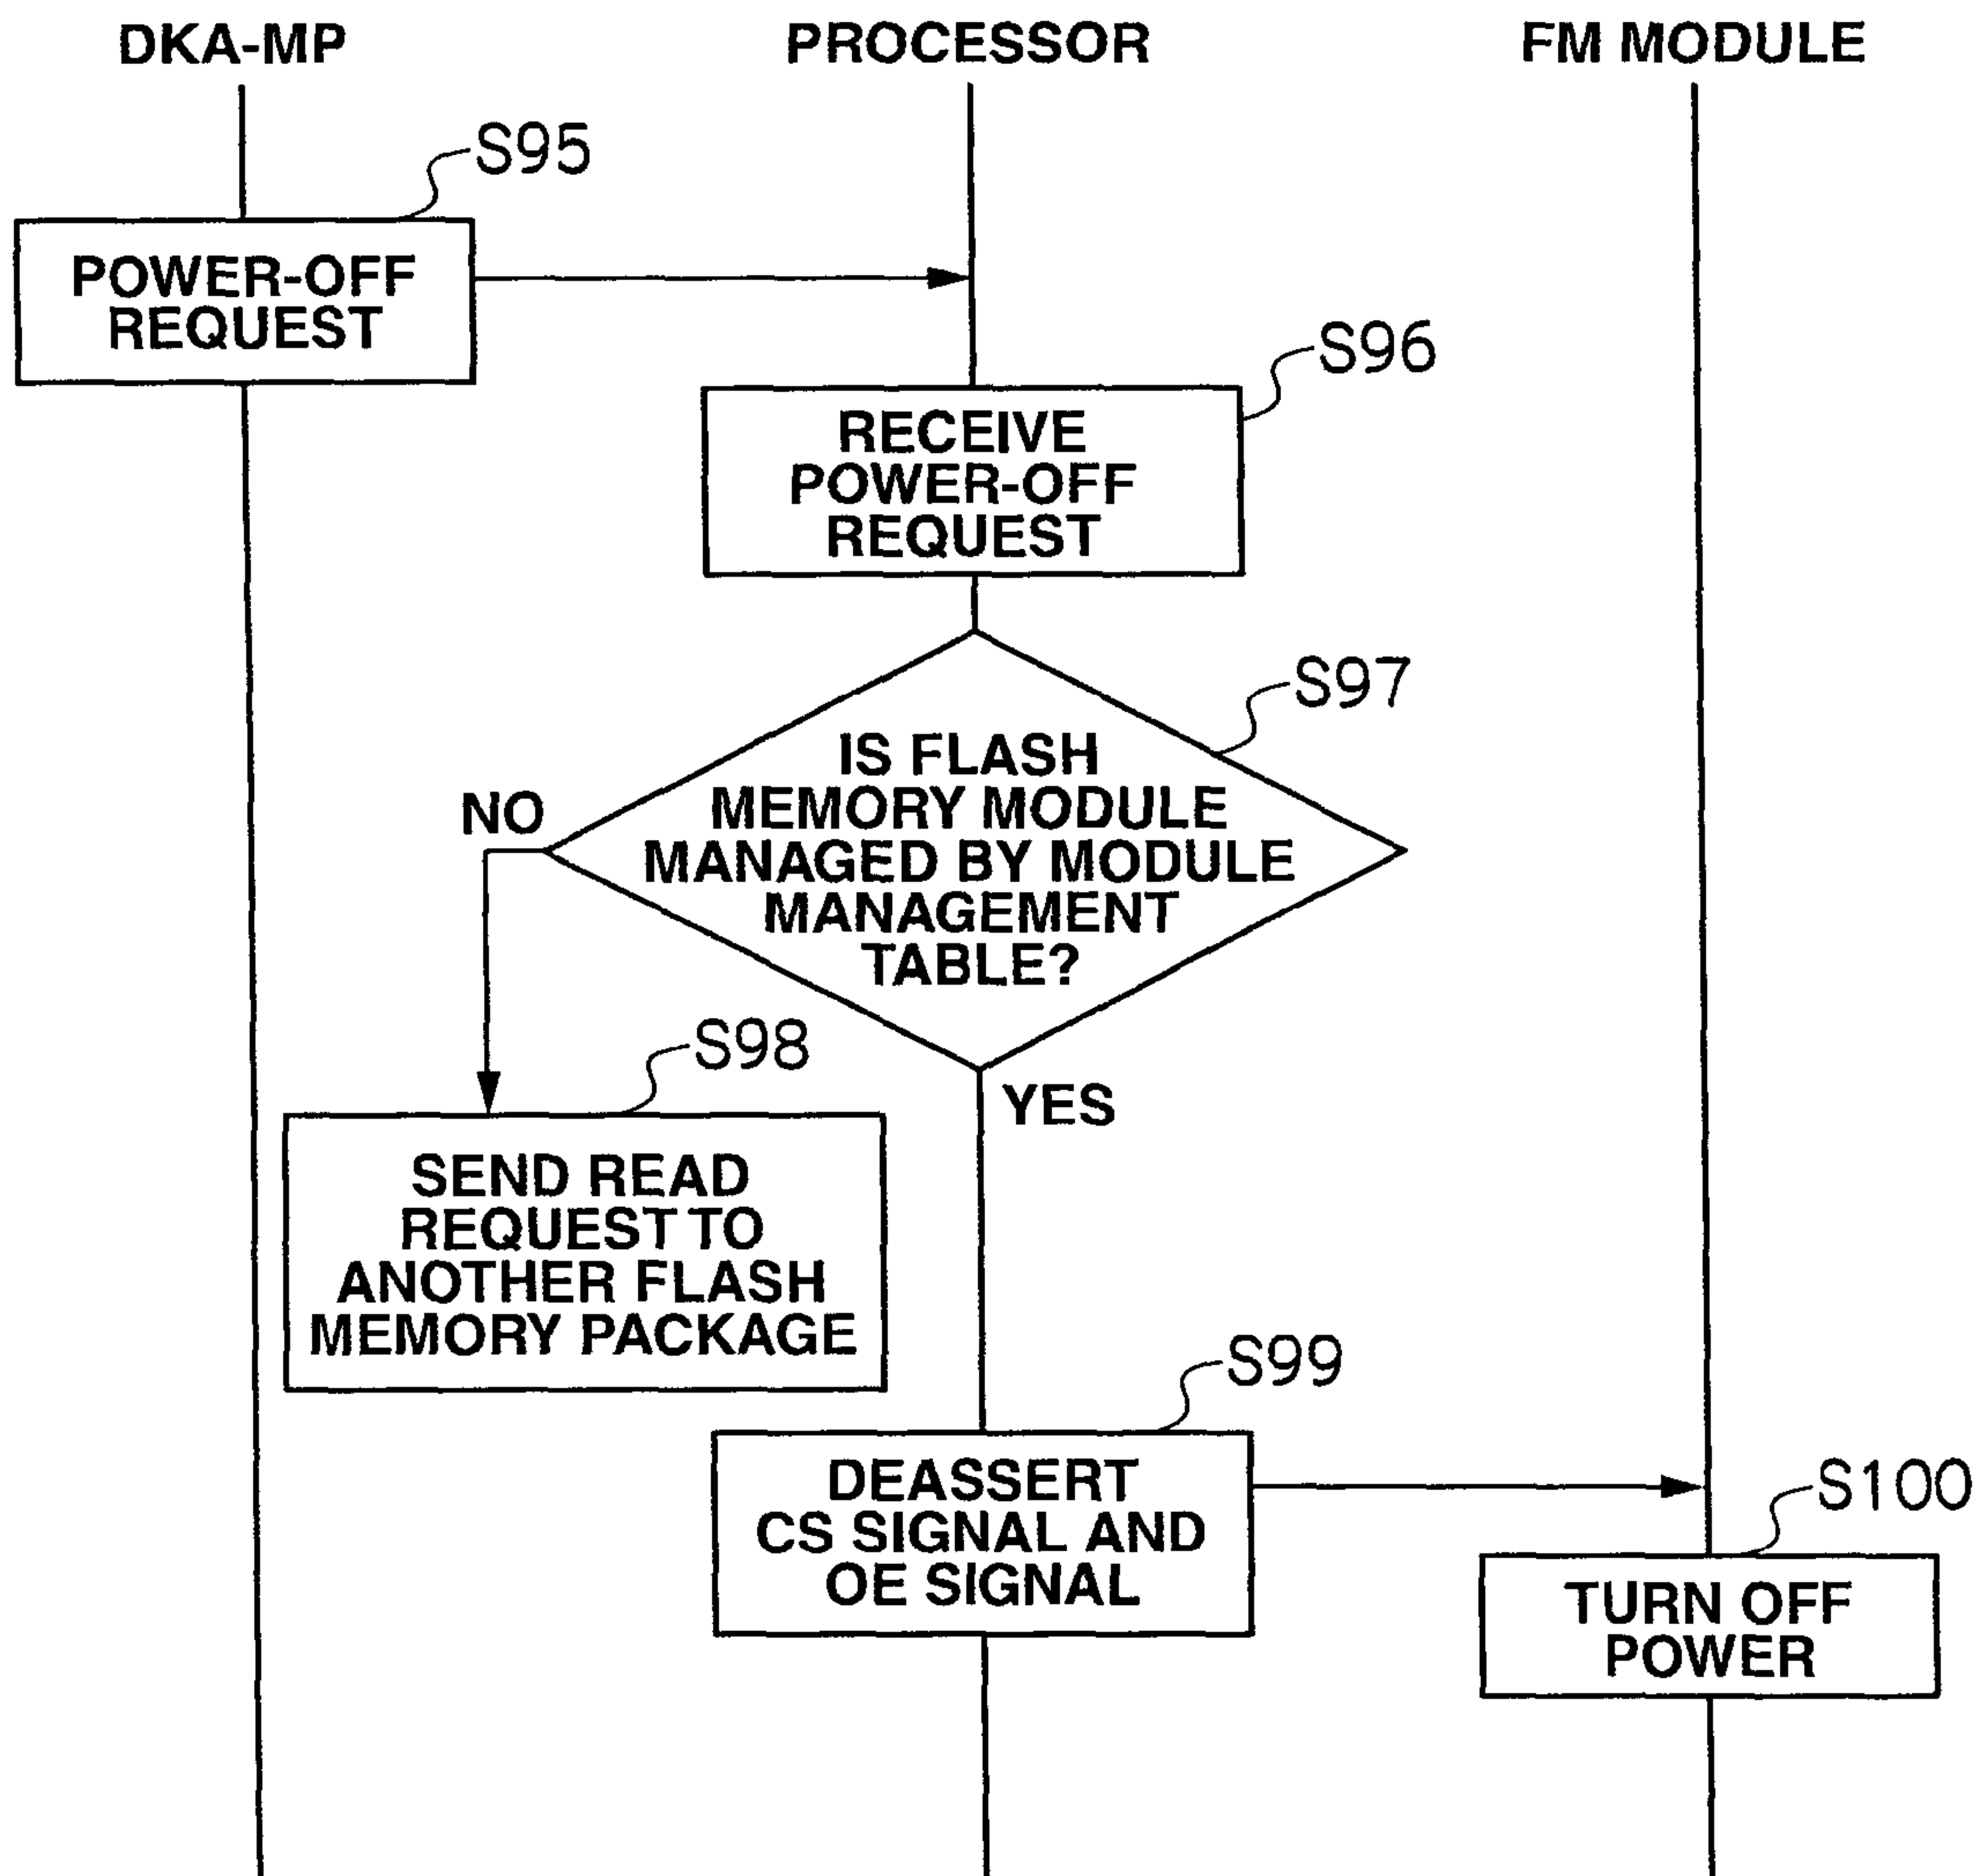 DKA-MP
PROCESSOR
FM MODULE
S95
POWER-OFF
REQUEST
S96
RECEIVE
POWER-OFF
REQUEST
S97
IS FLASH
MEMORY MODULE
MANAGED BY MODULE
MANAGEMENT
TABLE?
NO
YES
S98
SEND READ
REQUEST TO
ANOTHER FLASH
MEMORY PACKAGE
S99
DEASSERT
CS SIGNAL AND
OE SIGNAL
S100
TURN OFF
POWER